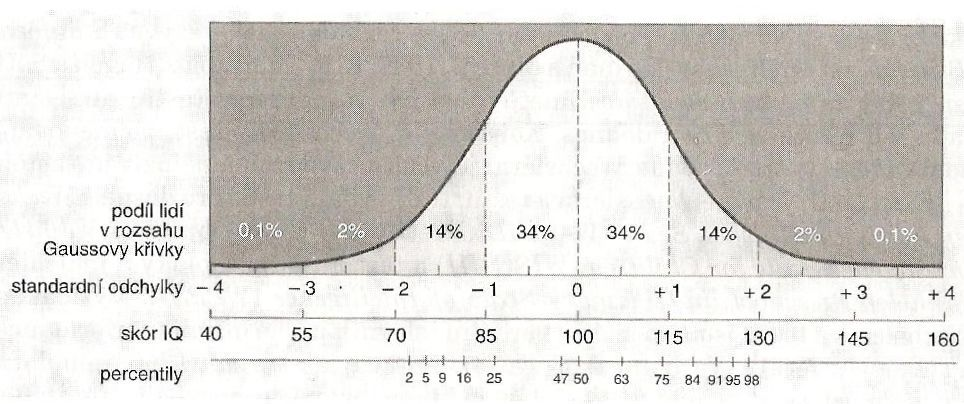 podíl lidí
v rozsahu
Gaussovy křivky
0,1% 2% 14% 34% 34% 14% 2% 0,1%
standardní odchylky −4 −3 −2 −1 0 +1 +2 +3 +4
skór IQ 40 55 70 85 100 115 130 145 160
percentily 2 5 9 16 25 47 50 63 75 84 91 95 98